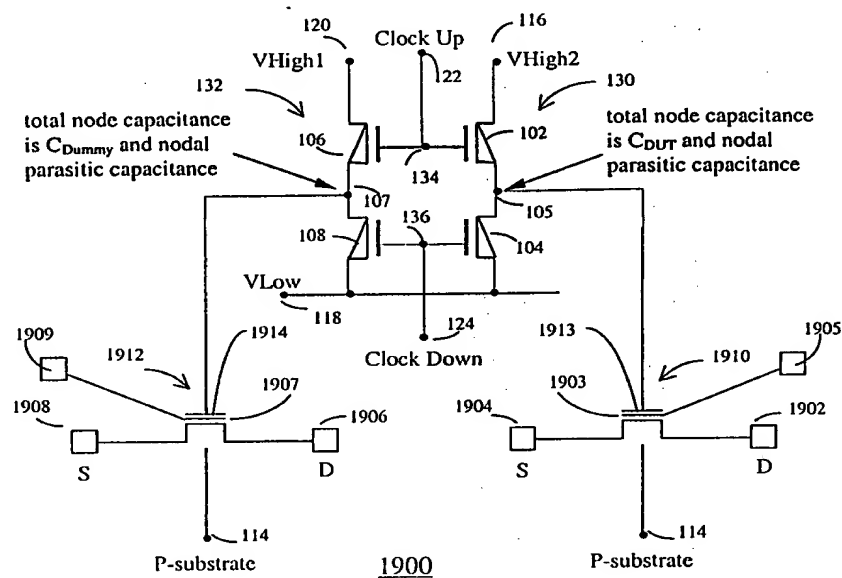 120
116
Clock Up
VHigh1
22
VHigh2
132
130
total node capacitance
is CDummy and nodal
parasitic capacitance
total node capacitance
is CDUT and nodal
parasitic capacitance
106
102
134
107
105
136
108
104
VLow
118
124
Clock Down
1909
1912
1914
1907
1908
1906
S
D
114
P-substrate
1913
1910
1905
1903
1904
1902
S
D
114
P-substrate
1900